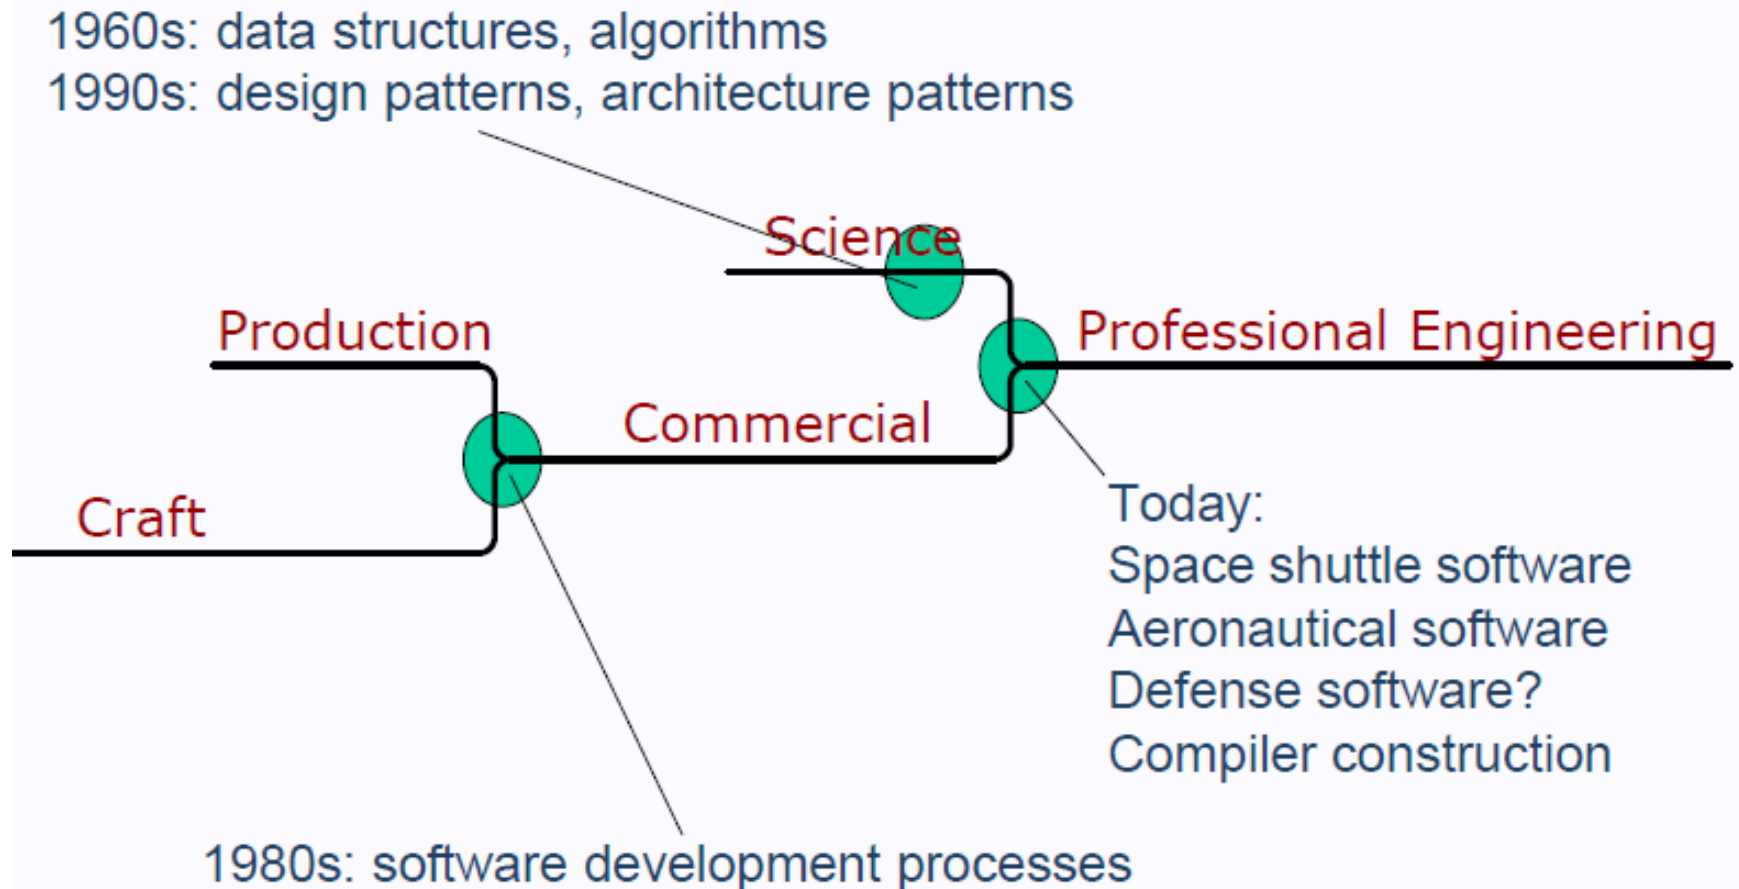 1960s: data structures, algorithms
1990s: design patterns, architecture patterns
Science
Production
Professional Engineering
Commercial
Craft
Today:
Space shuttle software
Aeronautical software
Defense software?
Compiler construction
1980s: software development processes